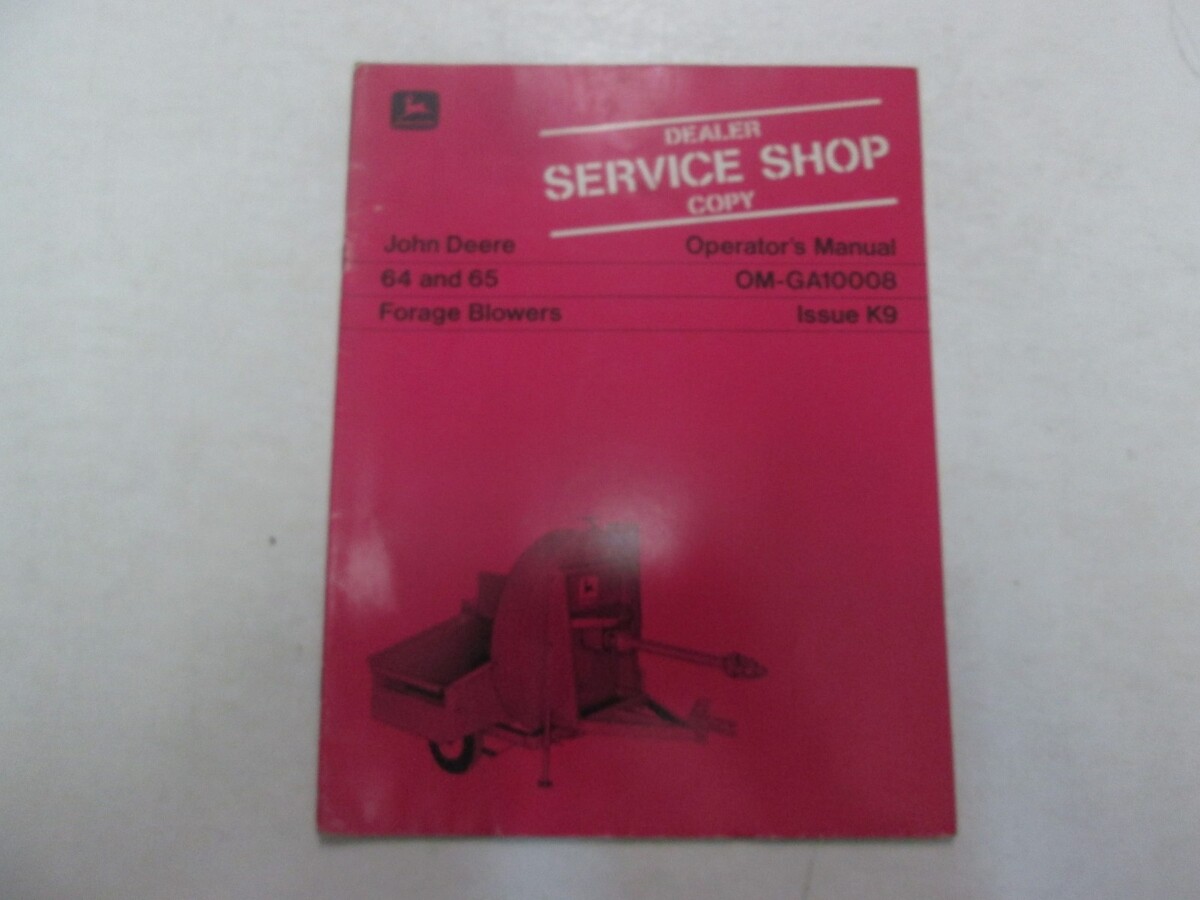 DEALER
SERVICE SHOP
COPY
John Deere Operator's Manual
64 and 65 OM-GA10008
Forage Blowers Issue K9